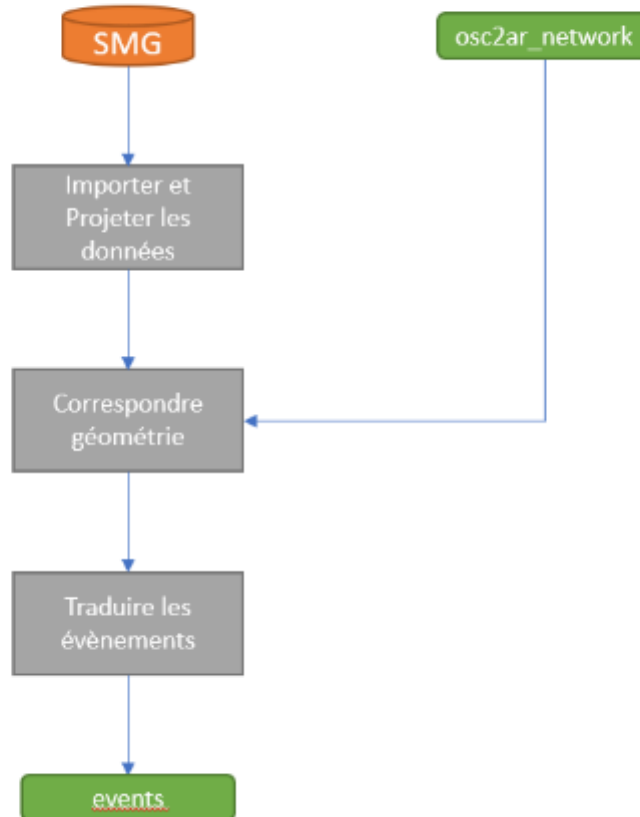 SMG
osc2ar_network
Importer et
Projeter les
données
Correspondre
géométrie
Traduire les
évènements
events